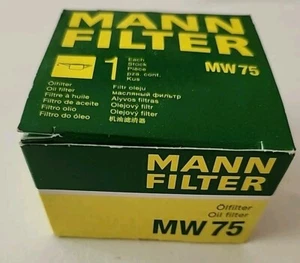 MANN
FILTER
1
Each
Stück
Pièce
pza. cont.
Kus
MW 75
Ölfilter
Oil filter
Filtre à huile
Filtro de aceite
Filtro olio
Filtro do óleo
Filtr oleju
масляный фильтр
Alyvos filtras
Olejový filtr
Olejový filter
机油滤清器
MANN
FILTER
Ölfilter
Oil filter
MW 75